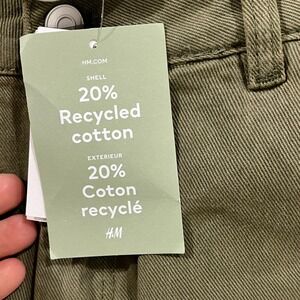 HM.COM
SHELL
20%
Recycled
cotton
EXTERIEUR
20%
Coton
recyclé
H&M